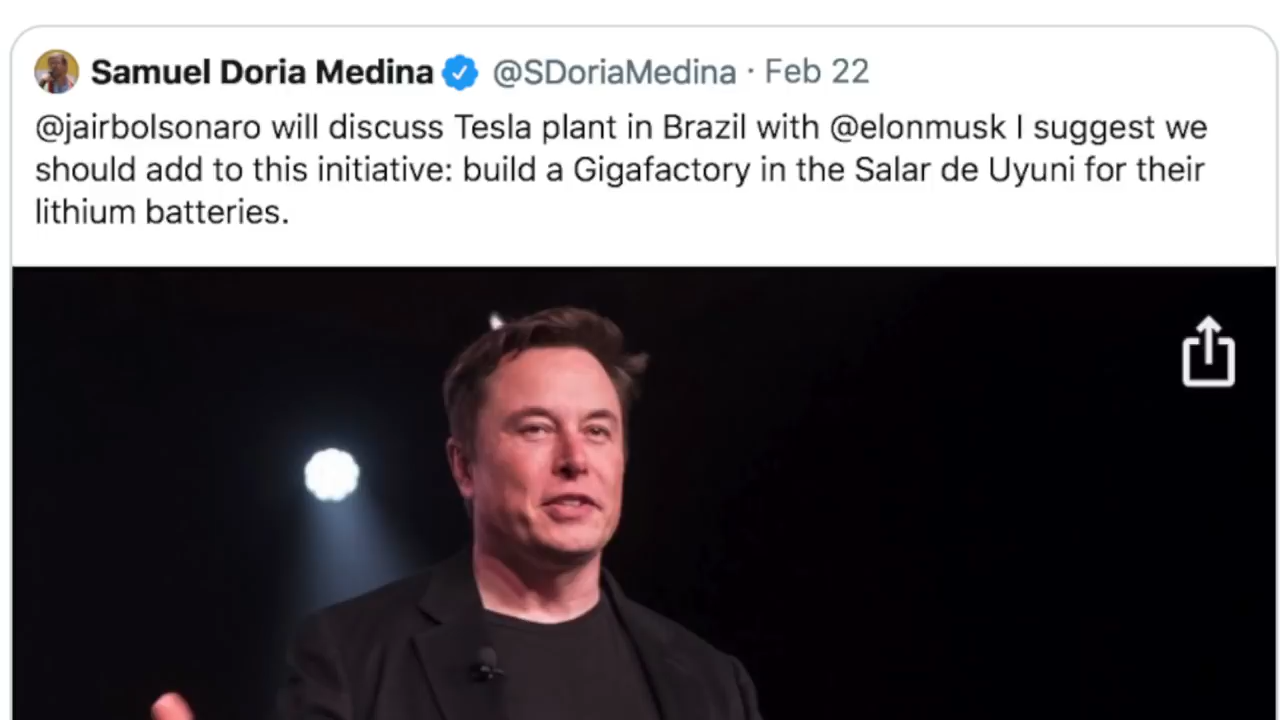 Samuel Doria Medina @SDoriaMedina · Feb 22
@jairbolsonaro will discuss Tesla plant in Brazil with @elonmusk I suggest we
should add to this initiative: build a Gigafactory in the Salar de Uyuni for their
lithium batteries.